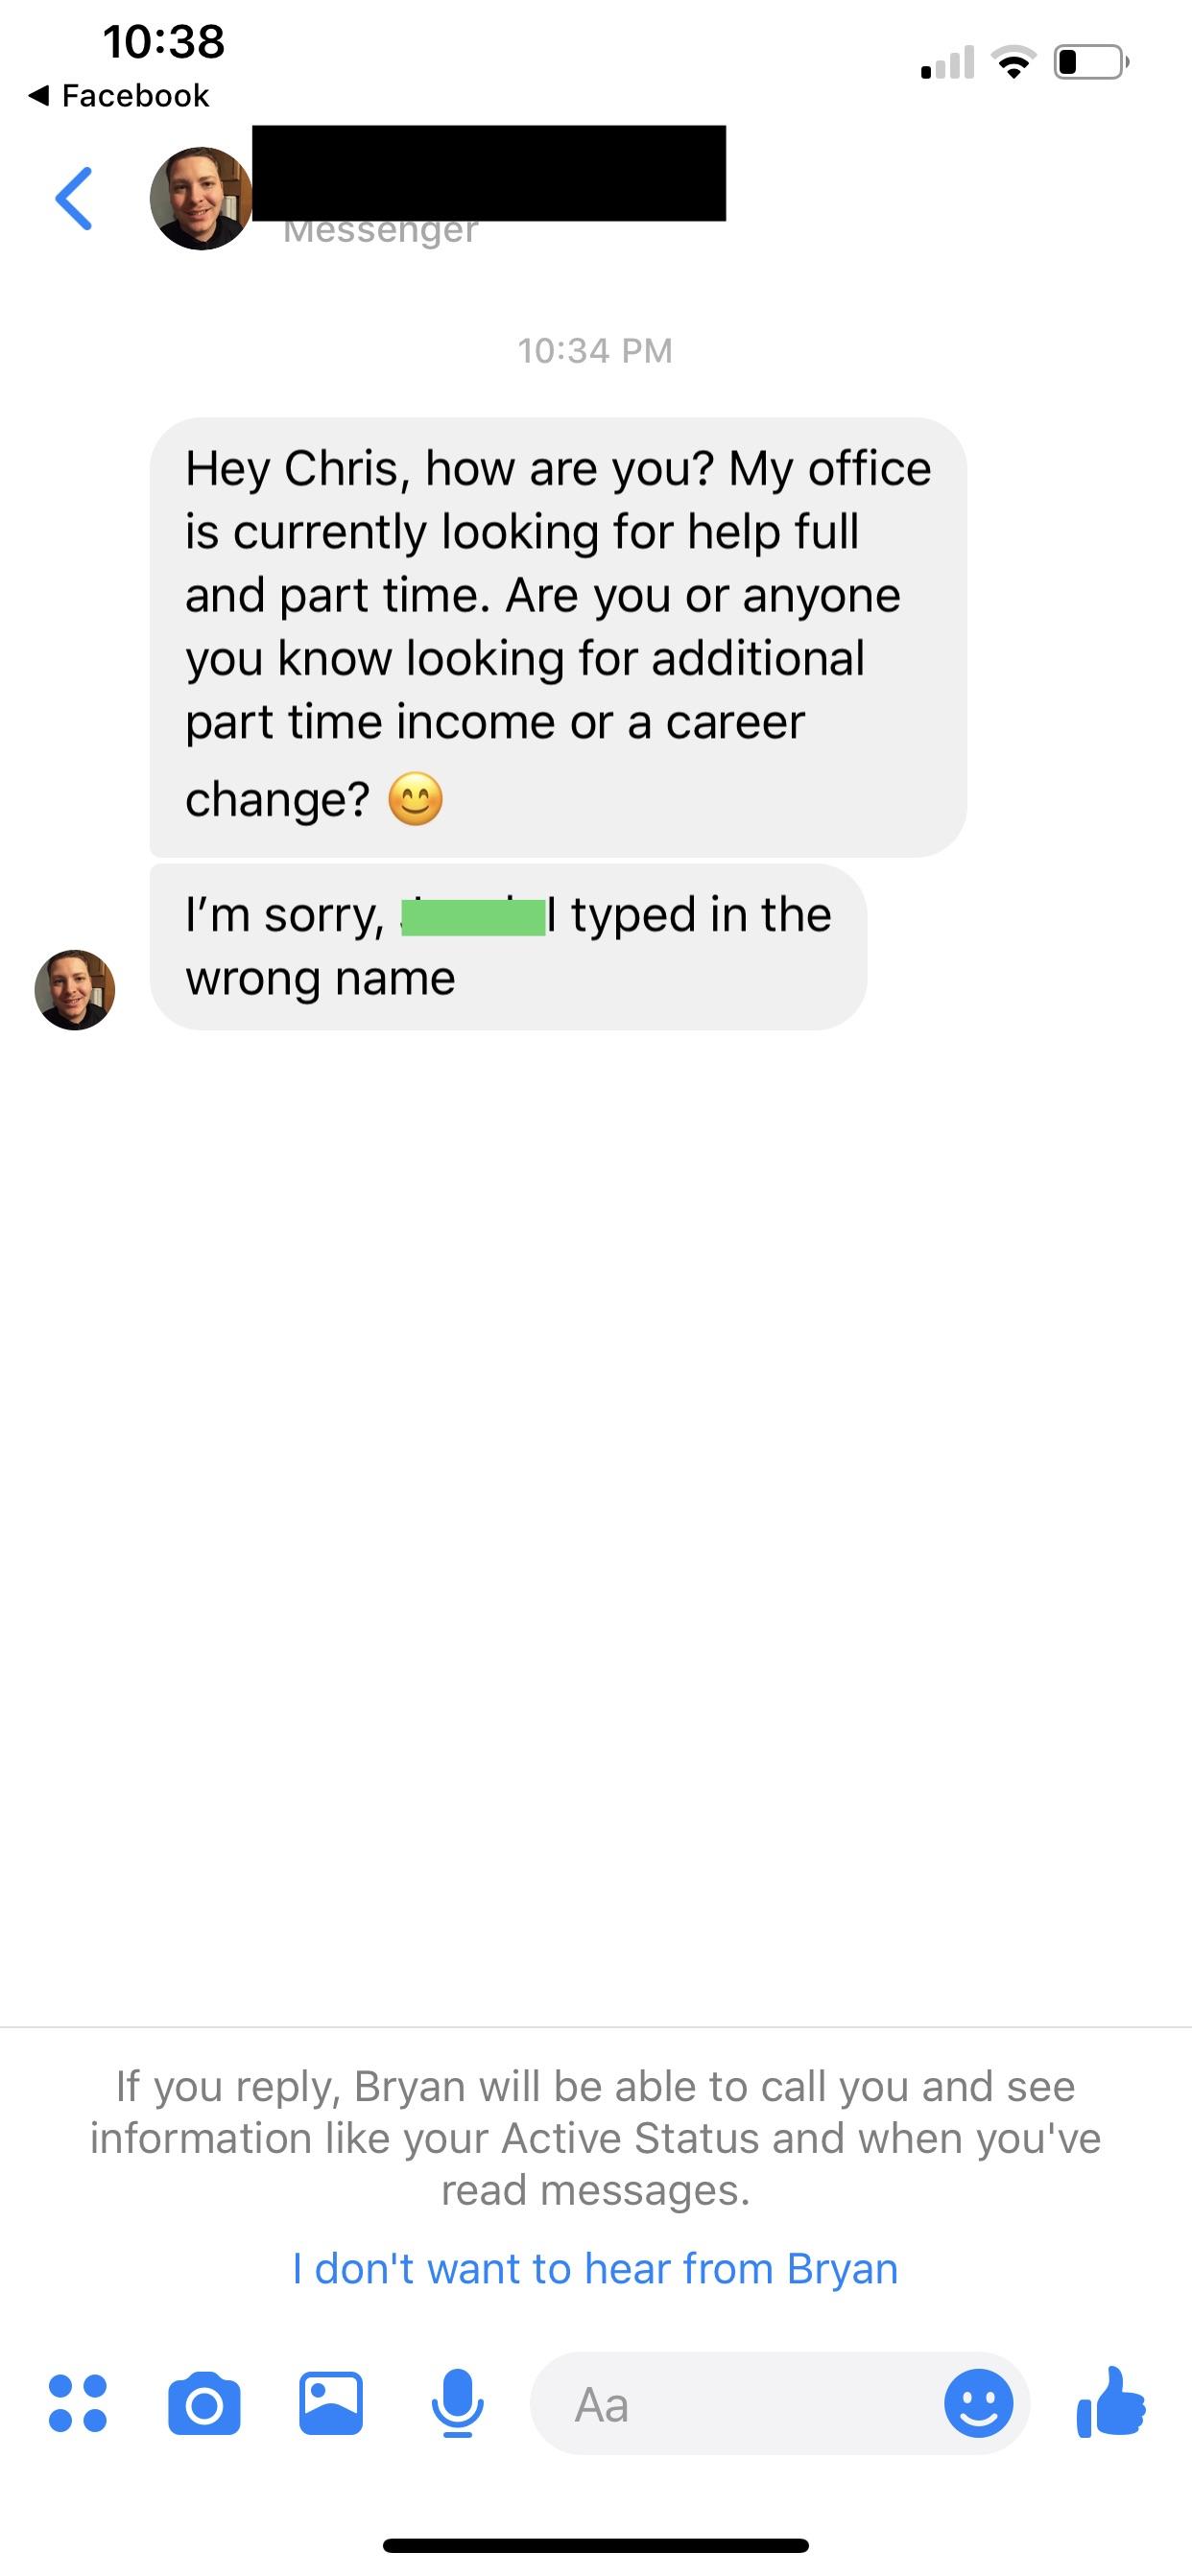 10:38
Facebook
Messenger
10:34 PM
Hey Chris, how are you? My office
is currently looking for help full
and part time. Are you or anyone
you know looking for additional
part time income or a career
change? 😊
I’m sorry, I typed in the
wrong name
If you reply, Bryan will be able to call you and see
information like your Active Status and when you've
read messages.
I don't want to hear from Bryan
Aa